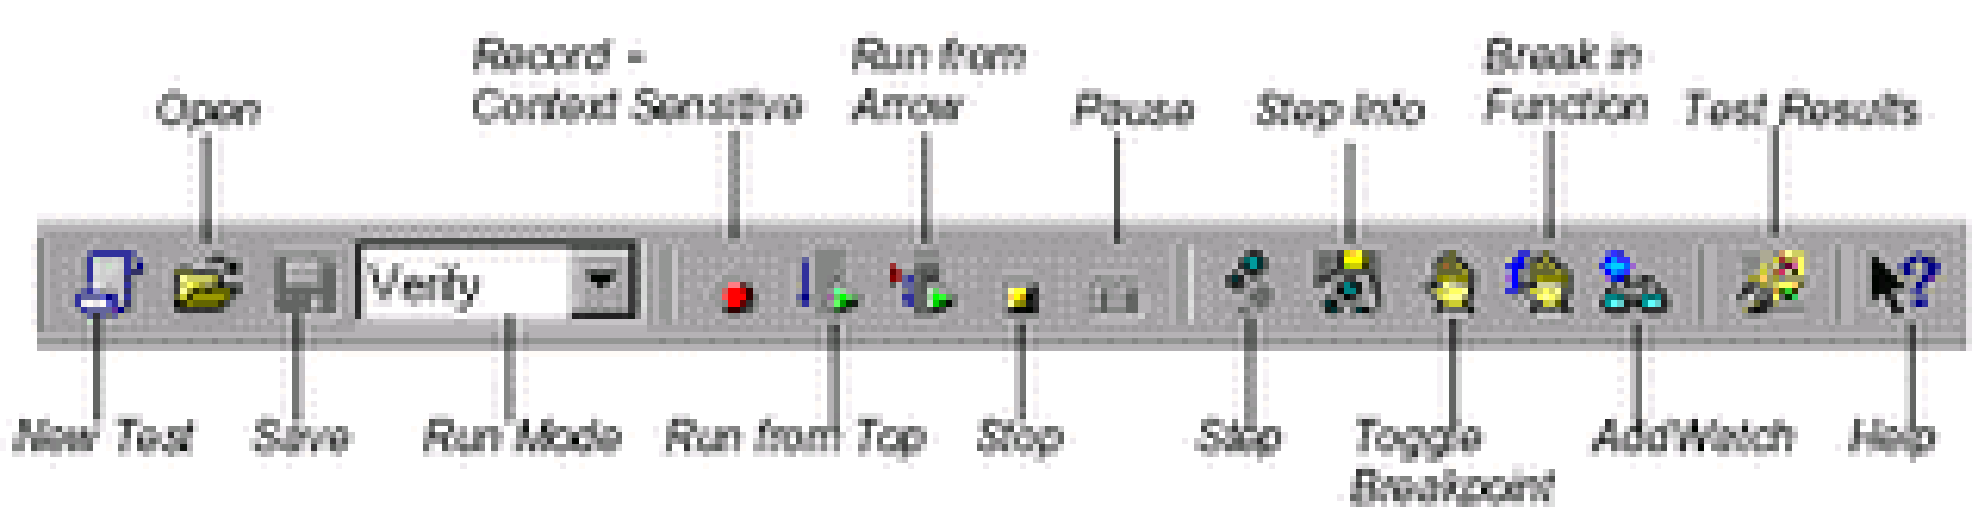 Record -
Run from
Break in
Open
Context Sensitive
Arrow
Pause
Step Into
Function
Test Results
Verify
New Test
Save
Run Mode
Run from Top
Stop
Step
Toggle
Add Watch
Help
Breakpoint